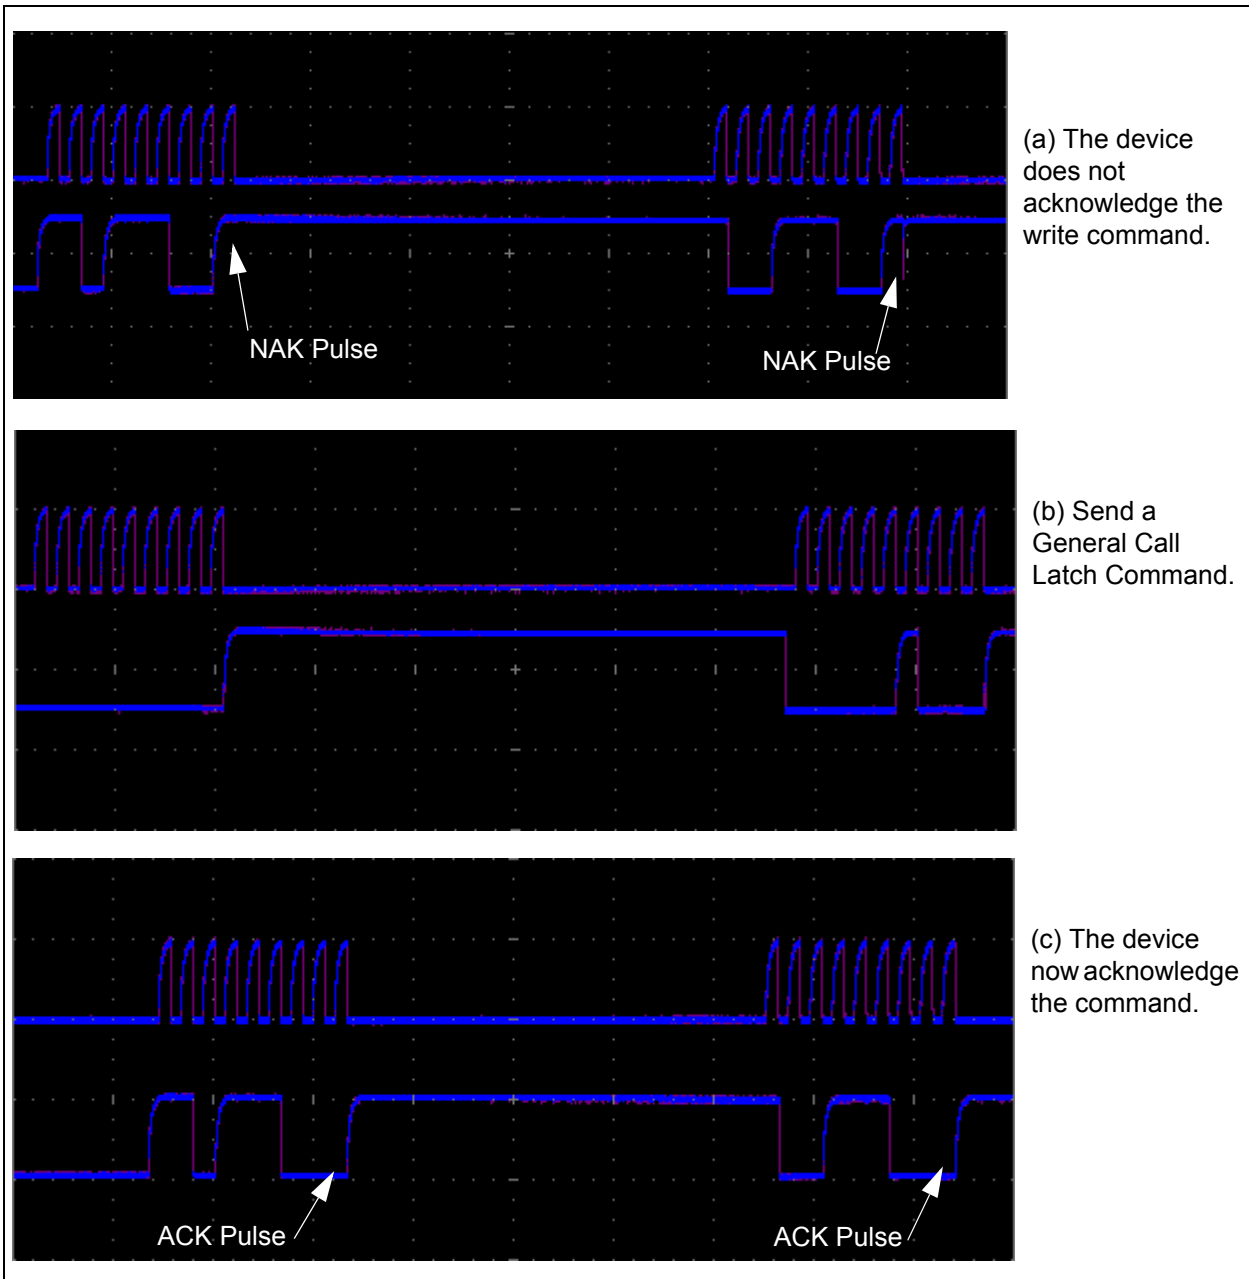 (a) The device
does not
acknowledge the
write command.
NAK Pulse
NAK Pulse
(b) Send a
General Call
Latch Command.
(c) The device
now acknowledge
the command.
ACK Pulse
ACK Pulse